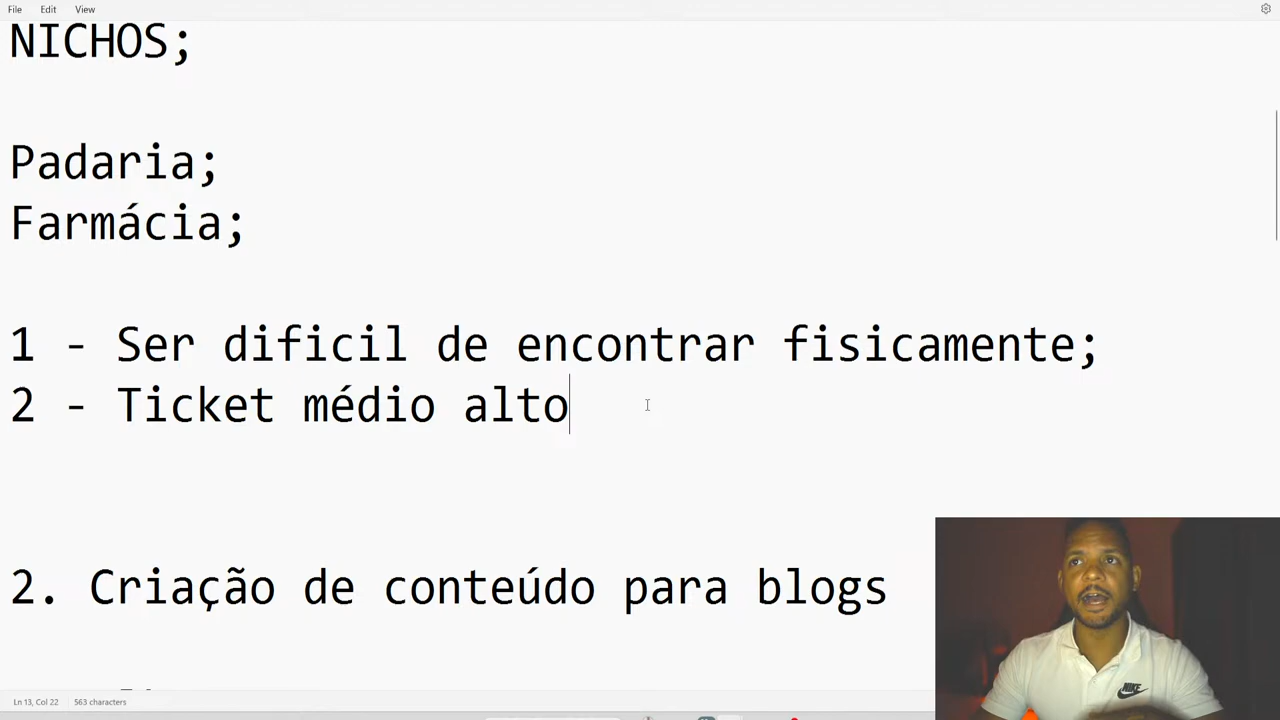 File Edit View
NICHOS;
Padaria;
Farmácia;
1 - Ser dificil de encontrar fisicamente;
2 - Ticket médio alto
2. Criação de conteúdo para blogs
Ln 13, Col 22 563 characters